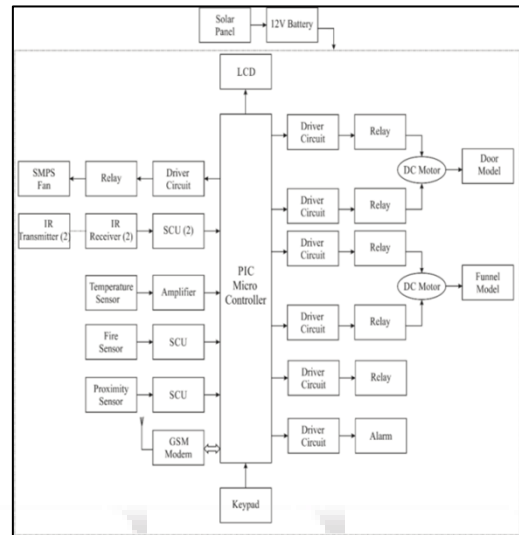 Solar
Panel
12V Battery
LCD
Driver
Circuit
Relay
SMPS
Fan
Relay
Driver
Circuit
DC Motor
Door
Model
IR
Transmitter (2)
IR
Receiver (2)
SCU (2)
Driver
Circuit
Relay
PIC
Micro
Controller
Driver
Circuit
Relay
Temperature
Sensor
Amplifier
DC Motor
Funnel
Model
Fire
Sensor
SCU
Driver
Circuit
Relay
Proximity
Sensor
SCU
Driver
Circuit
Relay
GSM
Modem
Driver
Circuit
Alarm
Keypad